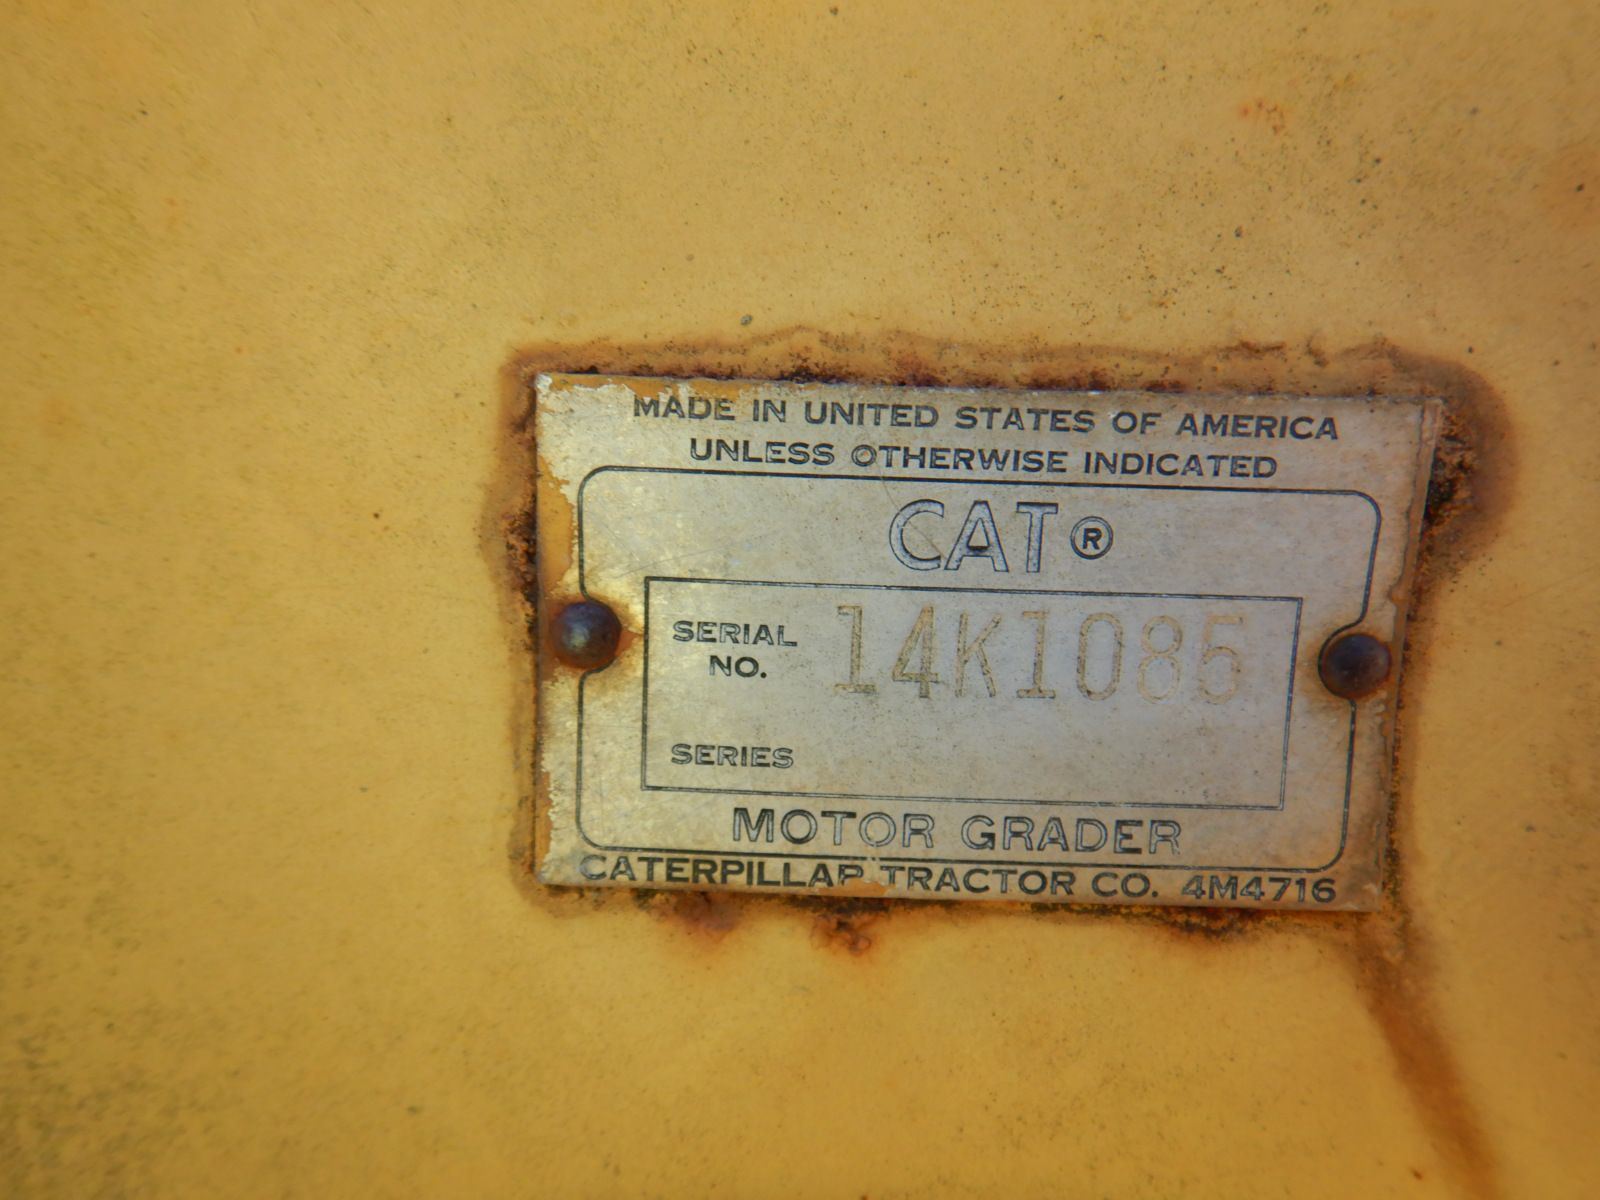 MADE IN UNITED STATES OF AMERICA
UNLESS OTHERWISE INDICATED
CAT®
SERIAL NO. 14K1085
SERIES
MOTOR GRADER
CATERPILLAR TRACTOR CO. 4M4716